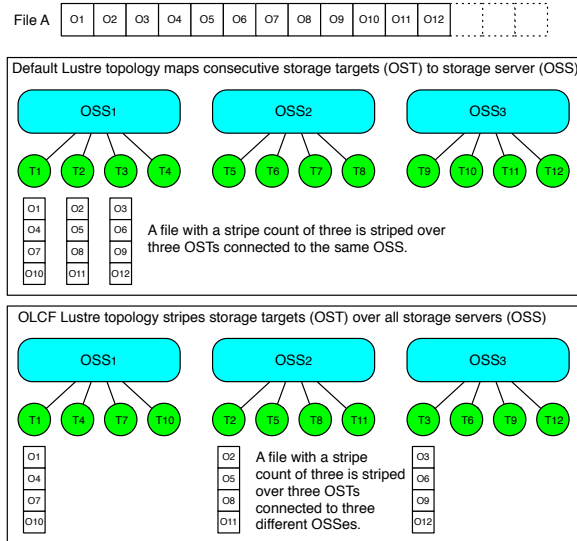 File A O1 O2 O3 O4 O5 O6 O7 O8 O9 O10 O11 O12
Default Lustre topology maps consecutive storage targets (OST) to storage server (OSS)
OSS1 OSS2 OSS3
T1 T2 T3 T4 T5 T6 T7 T8 T9 T10 T11 T12
O1 O2 O3
O4 O5 O6
O7 O8 O9
O10 O11 O12
A file with a stripe count of three is striped over
three OSTs connected to the same OSS.
OLCF Lustre topology stripes storage targets (OST) over all storage servers (OSS)
OSS1 OSS2 OSS3
T1 T4 T7 T10 T2 T5 T8 T11 T3 T6 T9 T12
O1
O4
O7
O10
O2
O5
O8
O11
A file with a stripe
count of three is striped
over three OSTs
connected to three
different OSSes.
O3
O6
O9
O12